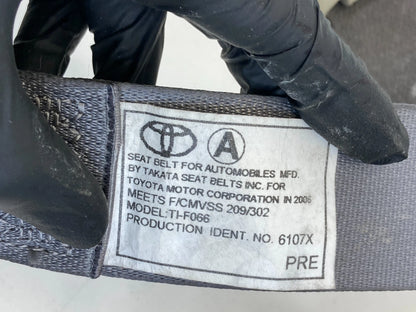 A
SEAT BELT FOR AUTOMOBILES MFD.
BY TAKATA SEAT BELTS INC. FOR
TOYOTA MOTOR CORPORATION IN 2006
MEETS F/CMVSS 209/302
MODEL:TI-F066
PRODUCTION IDENT. NO. 6107X
PRE